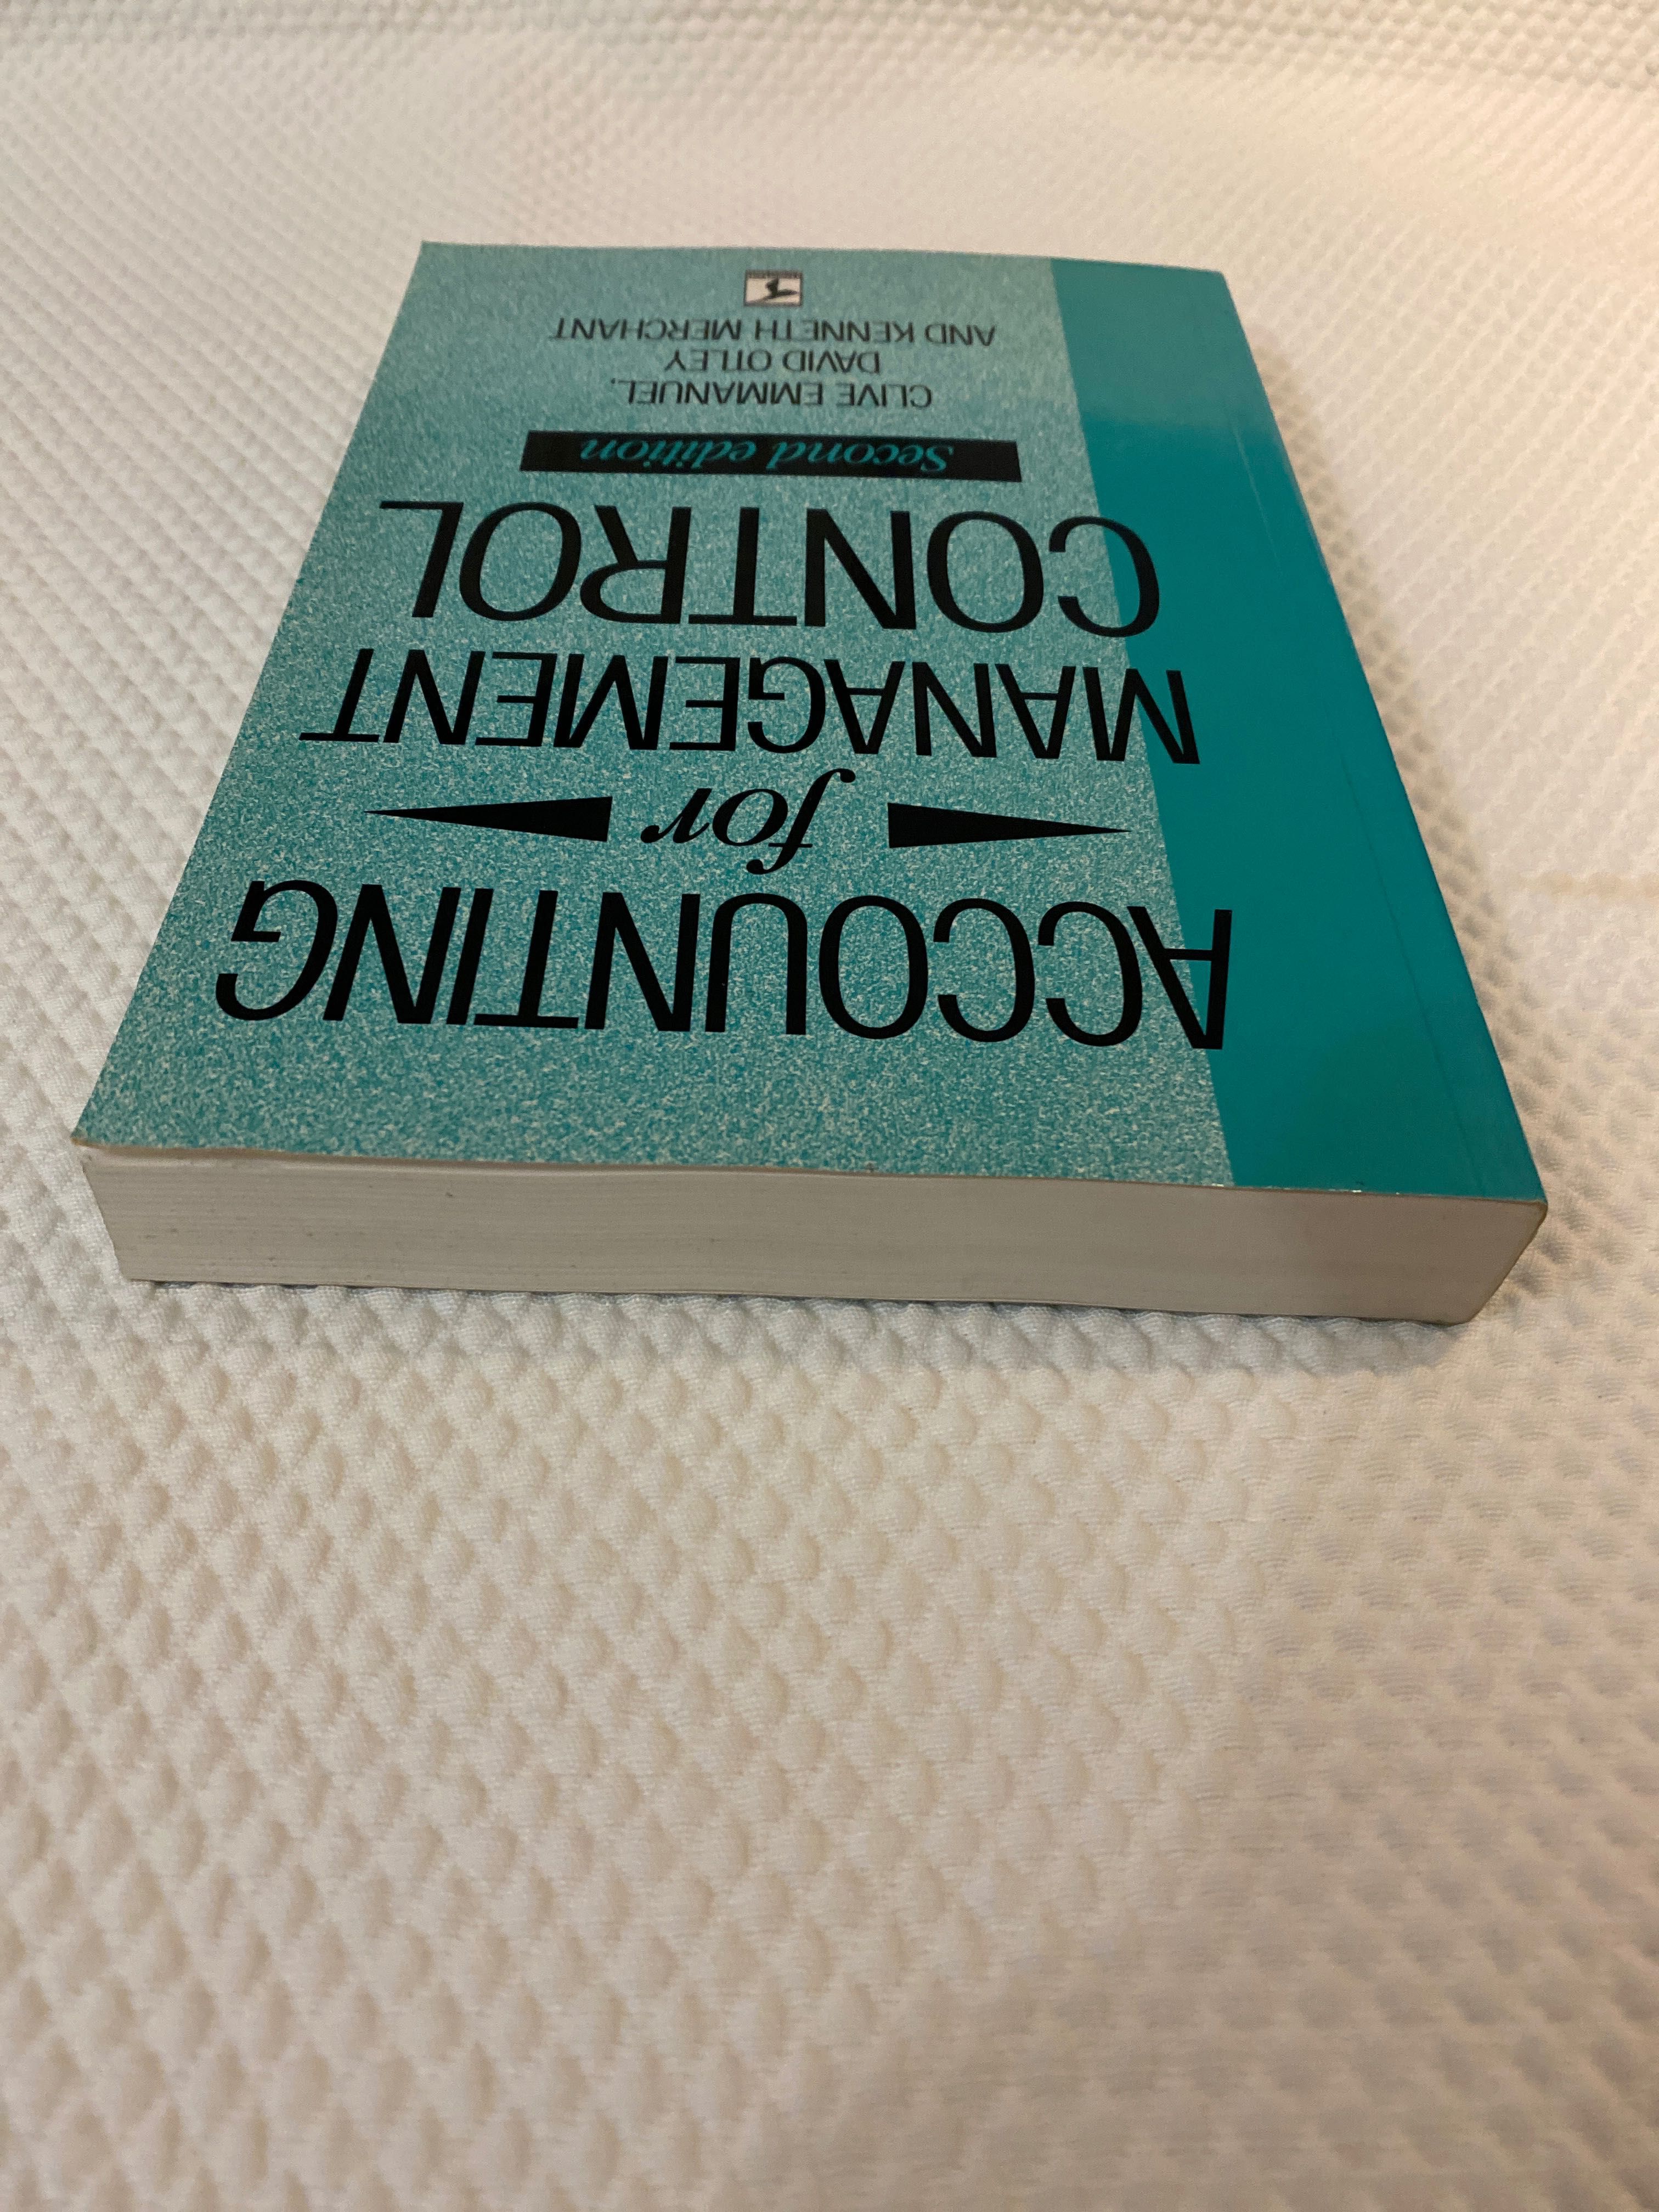 ACCOUNTING
for
MANAGEMENT
CONTROL
Second edition
CLIVE EMMANUEL,
DAVID OTLEY
AND KENNETH MERCHANT